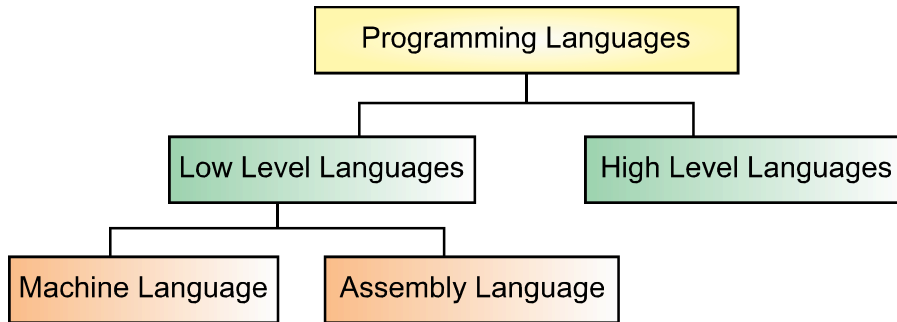 Programming Languages
Low Level Languages
High Level Languages
Machine Language
Assembly Language